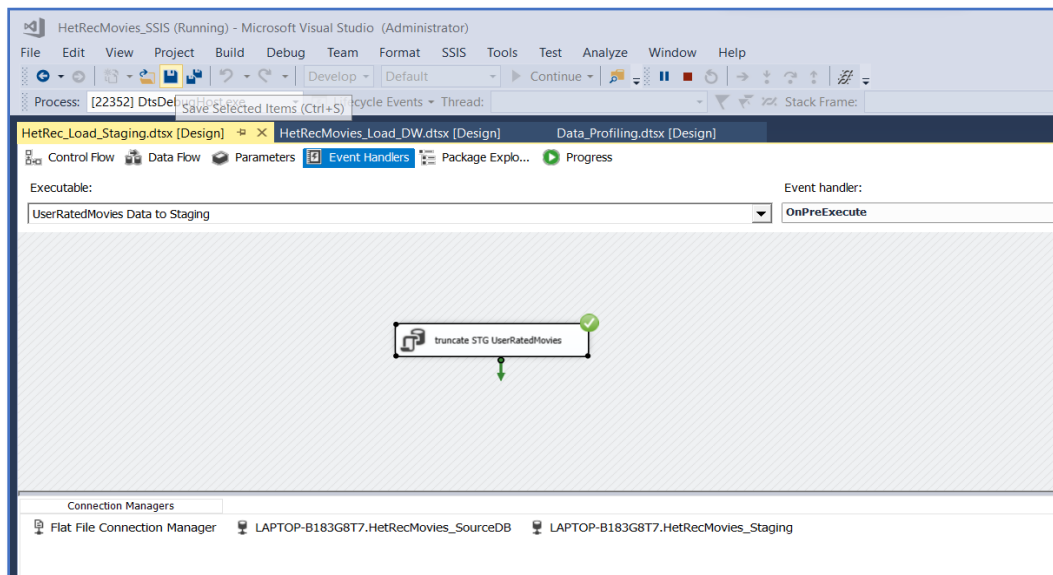 HetRecMovies_SSIS (Running) - Microsoft Visual Studio (Administrator)
File Edit View Project Build Debug Team Format SSIS Tools Test Analyze Window Help
Develop Default Continue
Process: [22352] DtsDebugHost.exe Lifecycle Events Thread: Stack Frame:
Save Selected Items (Ctrl+S)
HetRec_Load_Staging.dtsx [Design] HetRecMovies_Load_DW.dtsx [Design] Data_Profiling.dtsx [Design]
Control Flow Data Flow Parameters Event Handlers Package Explo... Progress
Executable: Event handler:
UserRatedMovies Data to Staging OnPreExecute
truncate STG UserRatedMovies
Connection Managers
Flat File Connection Manager LAPTOP-B183G8T7.HetRecMovies_SourceDB LAPTOP-B183G8T7.HetRecMovies_Staging